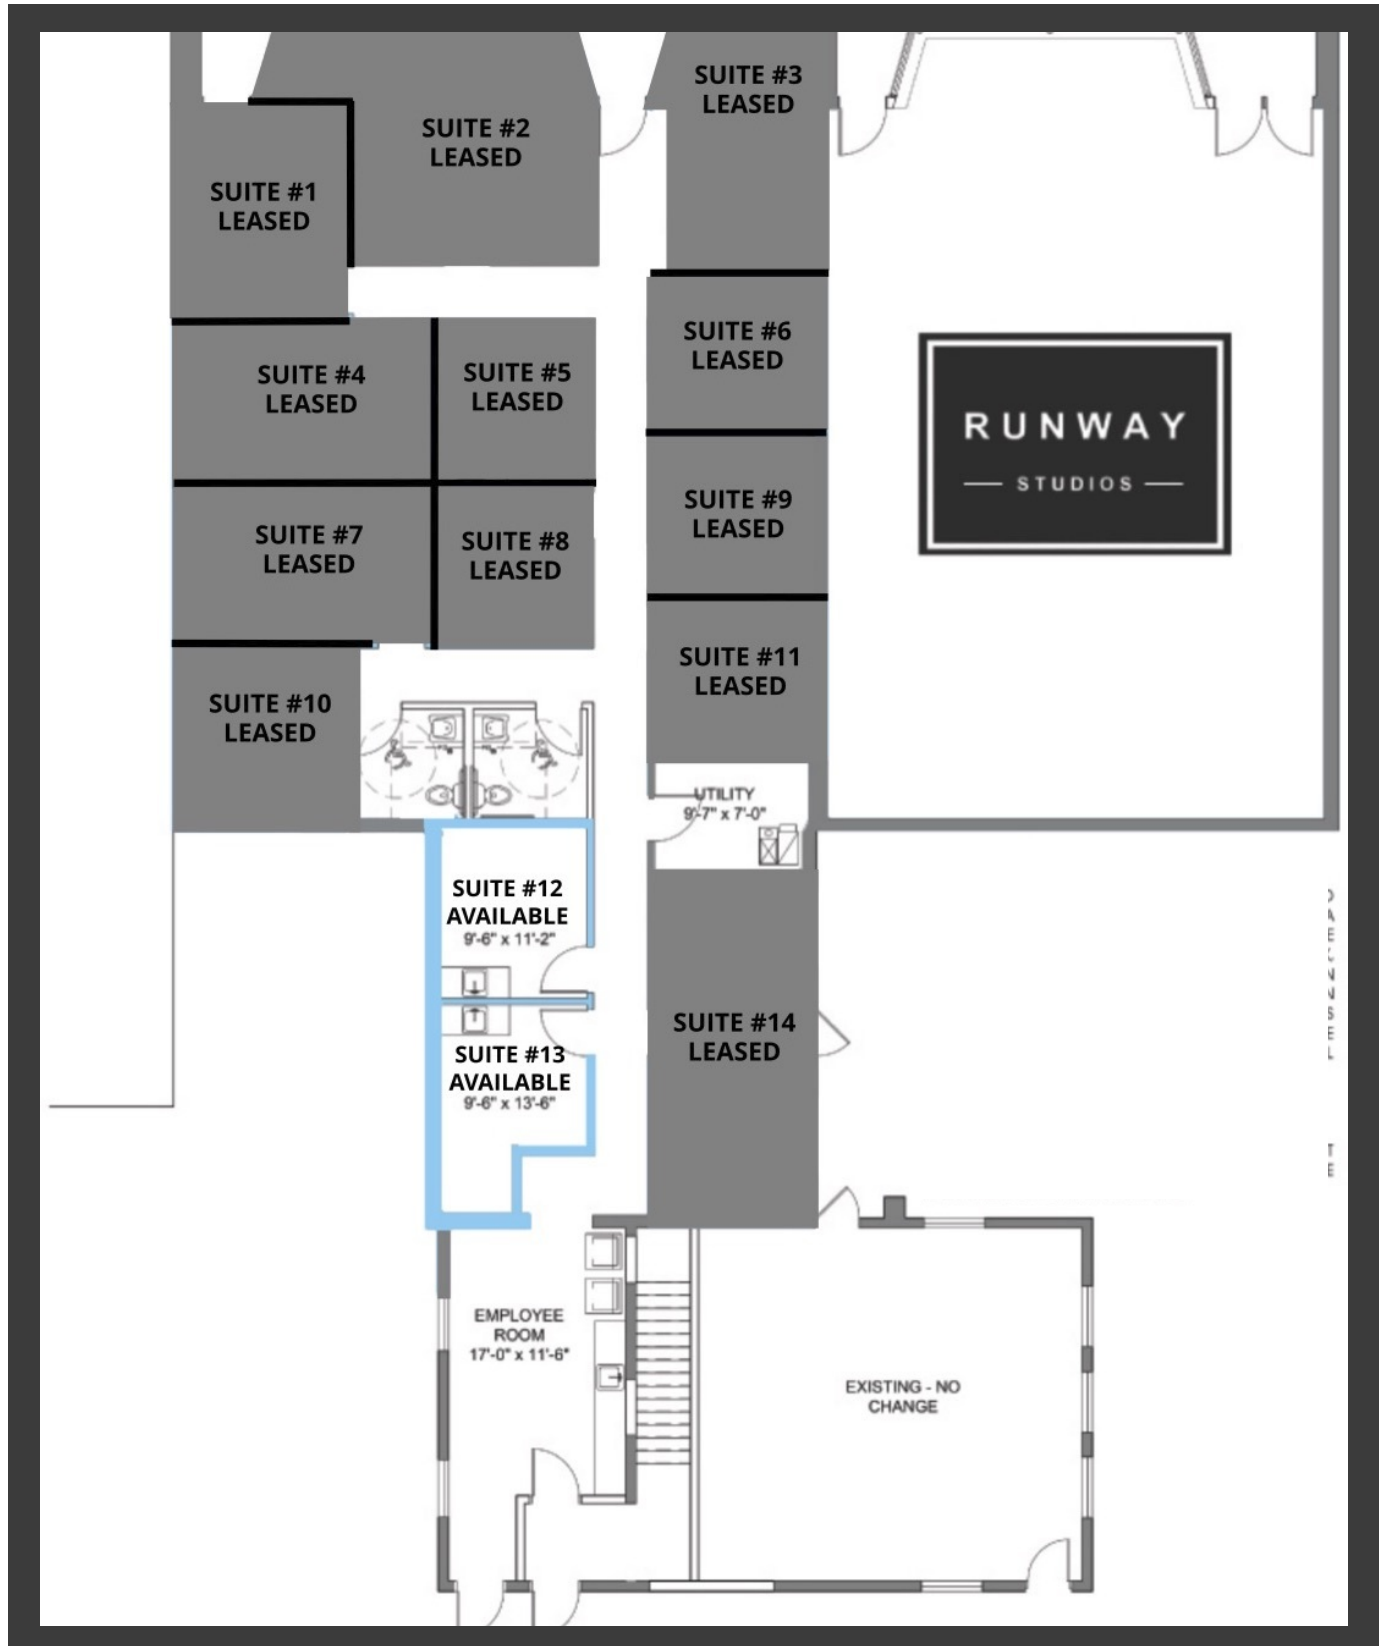 SUITE #3
LEASED
SUITE #2
LEASED
SUITE #1
LEASED
SUITE #6
LEASED
SUITE #4
LEASED
SUITE #5
LEASED
RUNWAY
STUDIOS
SUITE #9
LEASED
SUITE #7
LEASED
SUITE #8
LEASED
SUITE #11
LEASED
SUITE #10
LEASED
UTILITY
9'-7" x 7'-0"
SUITE #12
AVAILABLE
9'-6" x 11'-2"
SUITE #14
LEASED
SUITE #13
AVAILABLE
9'-6" x 13'-6"
EMPLOYEE
ROOM
17'-0" x 11'-6"
EXISTING - NO
CHANGE